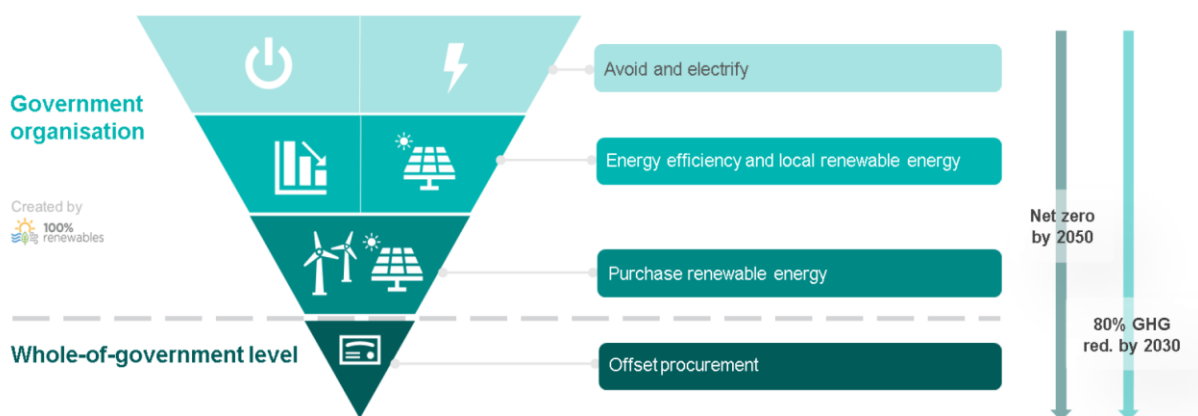 Avoid and electrify
Government
organisation
Energy efficiency and local renewable energy
Created by
100%
renewables
Net zero
by 2050
Purchase renewable energy
80% GHG
red. by 2030
Whole-of-government level
Offset procurement